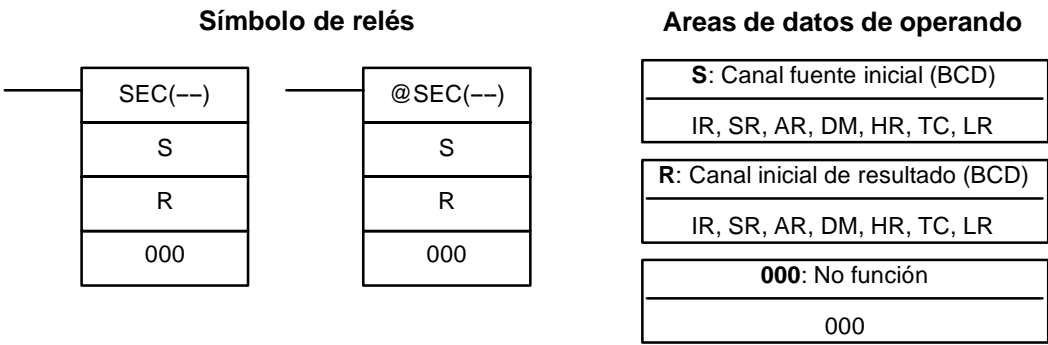 Símbolo de relés
SEC(––)
S
R
000
@SEC(––)
S
R
000
Areas de datos de operando
S: Canal fuente inicial (BCD)
IR, SR, AR, DM, HR, TC, LR
R: Canal inicial de resultado (BCD)
IR, SR, AR, DM, HR, TC, LR
000: No función
000